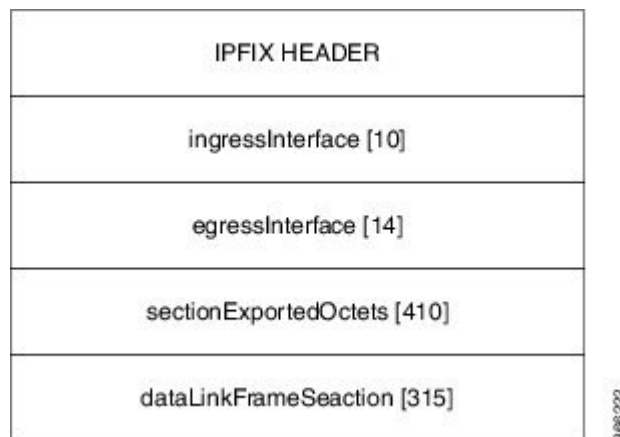 IPFIX HEADER
ingressInterface [10]
egressInterface [14]
sectionExportedOctets [410]
dataLinkFrameSeaction [315]